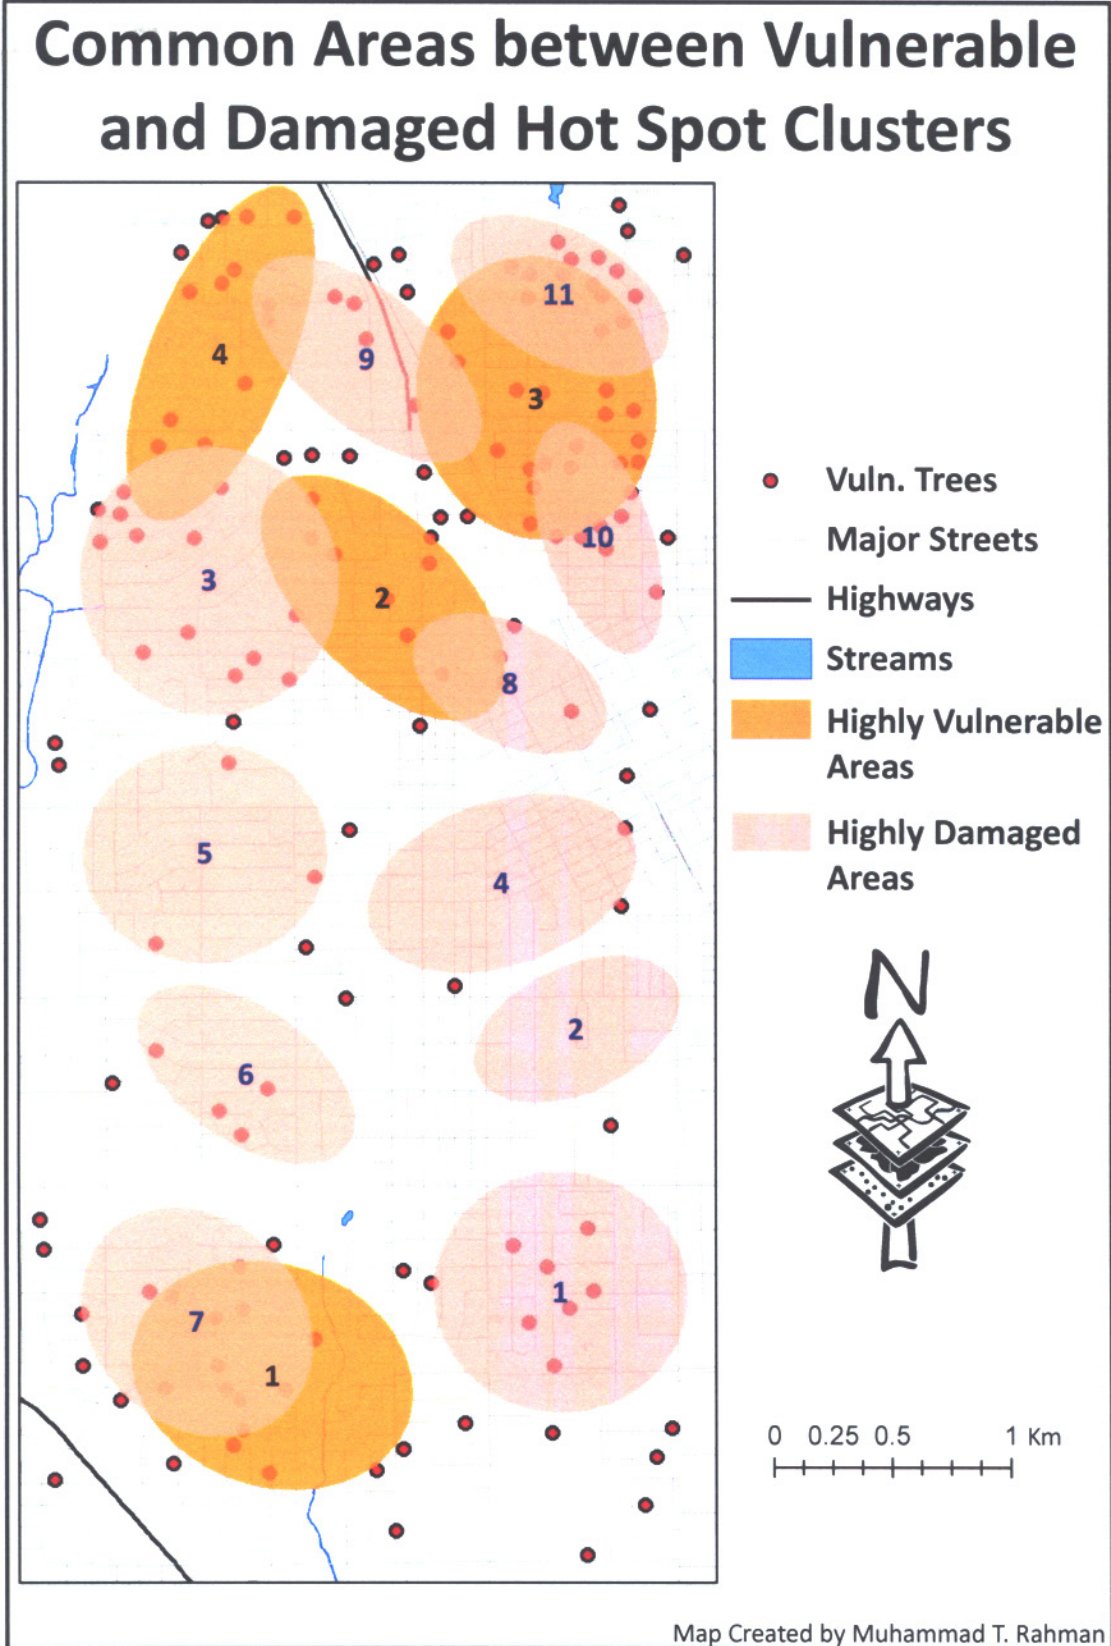 Common Areas between Vulnerable
and Damaged Hot Spot Clusters
11
4
9
3
10
3
2
8
5
4
2
6
1
7
1
Vuln. Trees
Major Streets
Highways
Streams
Highly Vulnerable
Areas
Highly Damaged
Areas
N
0 0.25 0.5 1 Km
Map Created by Muhammad T. Rahman